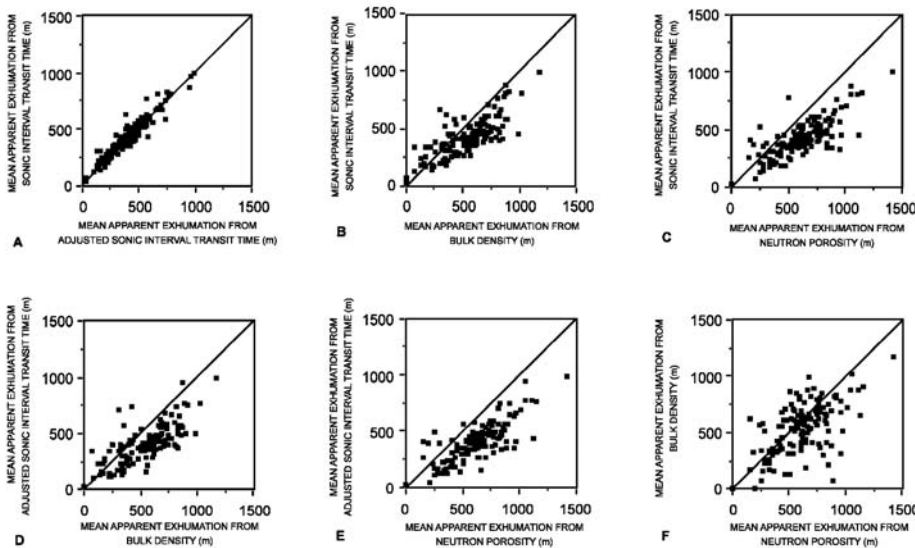 MEAN APPARENT EXHUMATION FROM
SONIC INTERVAL TRANSIT TIME (m)
1500
1000
500
0
0 500 1000 1500
MEAN APPARENT EXHUMATION FROM
ADJUSTED SONIC INTERVAL TRANSIT TIME (m)
A
MEAN APPARENT EXHUMATION FROM
SONIC INTERVAL TRANSIT TIME (m)
1500
1000
500
0
0 500 1000 1500
MEAN APPARENT EXHUMATION FROM
BULK DENSITY (m)
B
MEAN APPARENT EXHUMATION FROM
SONIC INTERVAL TRANSIT TIME (m)
1500
1000
500
0
0 500 1000 1500
MEAN APPARENT EXHUMATION FROM
NEUTRON POROSITY (m)
C
MEAN APPARENT EXHUMATION FROM
ADJUSTED SONIC INTERVAL TRANSIT TIME (m)
1500
1000
500
0
0 500 1000 1500
MEAN APPARENT EXHUMATION FROM
BULK DENSITY (m)
D
MEAN APPARENT EXHUMATION FROM
ADJUSTED SONIC INTERVAL TRANSIT TIME (m)
1500
1000
500
0
0 500 1000 1500
MEAN APPARENT EXHUMATION FROM
NEUTRON POROSITY (m)
E
MEAN APPARENT EXHUMATION FROM
BULK DENSITY (m)
1500
1000
500
0
0 500 1000 1500
MEAN APPARENT EXHUMATION FROM
NEUTRON POROSITY (m)
F